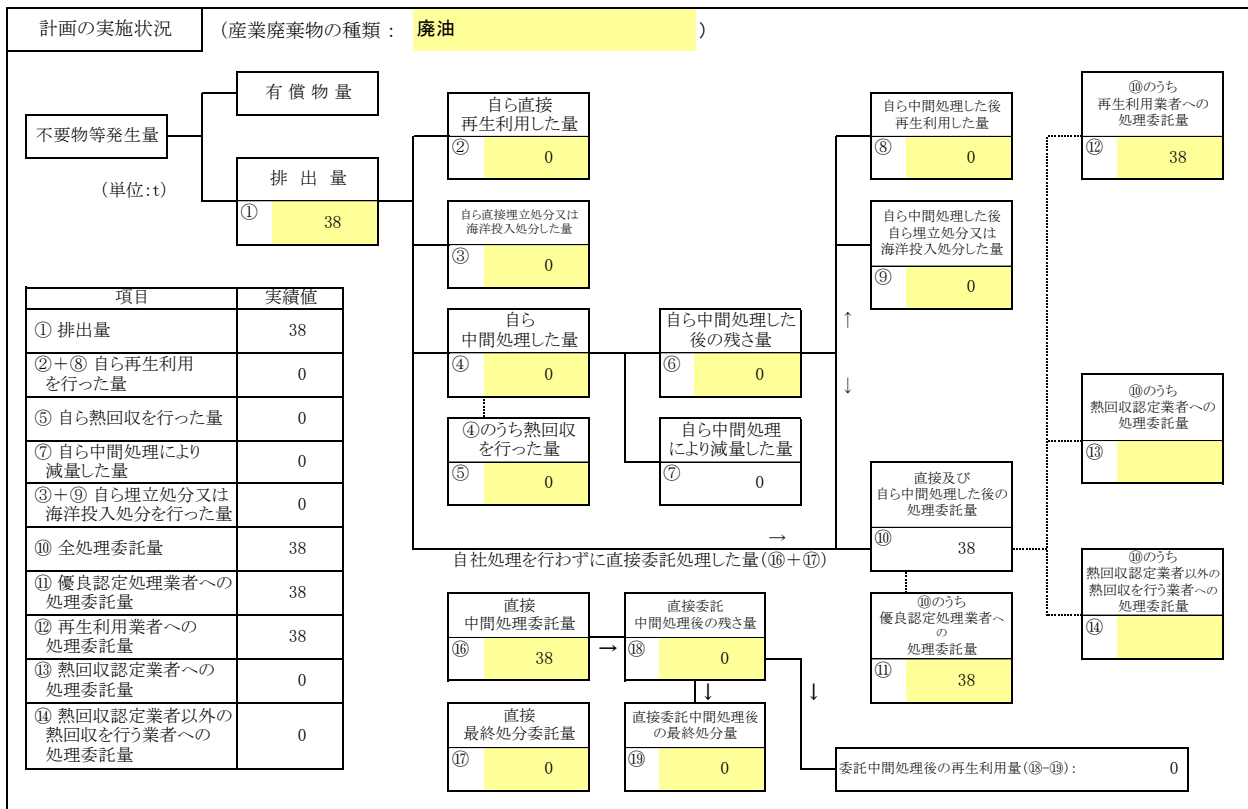 計画の実施状況
(産業廃棄物の種類: 廃油 )
不要物等発生量
(単位:t)
有償物量
排出量
① 38
自ら直接
再生利用した量
② 0
自ら直接埋立処分又は
海洋投入処分した量
③ 0
自ら
中間処理した量
④ 0
④のうち熱回収
を行った量
⑤ 0
自ら中間処理した
後の残さ量
⑥ 0
自ら中間処理
により減量した量
⑦ 0
自ら中間処理した後
再生利用した量
⑧ 0
自ら中間処理した後
自ら埋立処分又は
海洋投入処分した量
⑨ 0
↑
↓
直接及び
自ら中間処理した後の
処理委託量
⑩ 38
⑩のうち
優良認定処理業者へ
の
処理委託量
⑪ 38
⑩のうち
再生利用業者への
処理委託量
⑫ 38
⑩のうち
熱回収認定業者への
処理委託量
⑬
⑩のうち
熱回収認定業者以外の
熱回収を行う業者への
処理委託量
⑭
→
自社処理を行わずに直接委託処理した量(⑯+⑰)
直接
中間処理委託量
⑯ 38
→
直接委託
中間処理後の残さ量
⑱ 0
↓
↓
直接
最終処分委託量
⑰ 0
直接委託中間処理後
の最終処分量
⑲ 0
委託中間処理後の再生利用量(⑱-⑲): 0
項目 実績値
① 排出量 38
②+⑧ 自ら再生利用
を行った量 0
⑤ 自ら熱回収を行った量 0
⑦ 自ら中間処理により
減量した量 0
③+⑨ 自ら埋立処分又は
海洋投入処分を行った量 0
⑩ 全処理委託量 38
⑪ 優良認定処理業者への
処理委託量 38
⑫ 再生利用業者への
処理委託量 38
⑬ 熱回収認定業者への
処理委託量 0
⑭ 熱回収認定業者以外の
熱回収を行う業者への
処理委託量 0